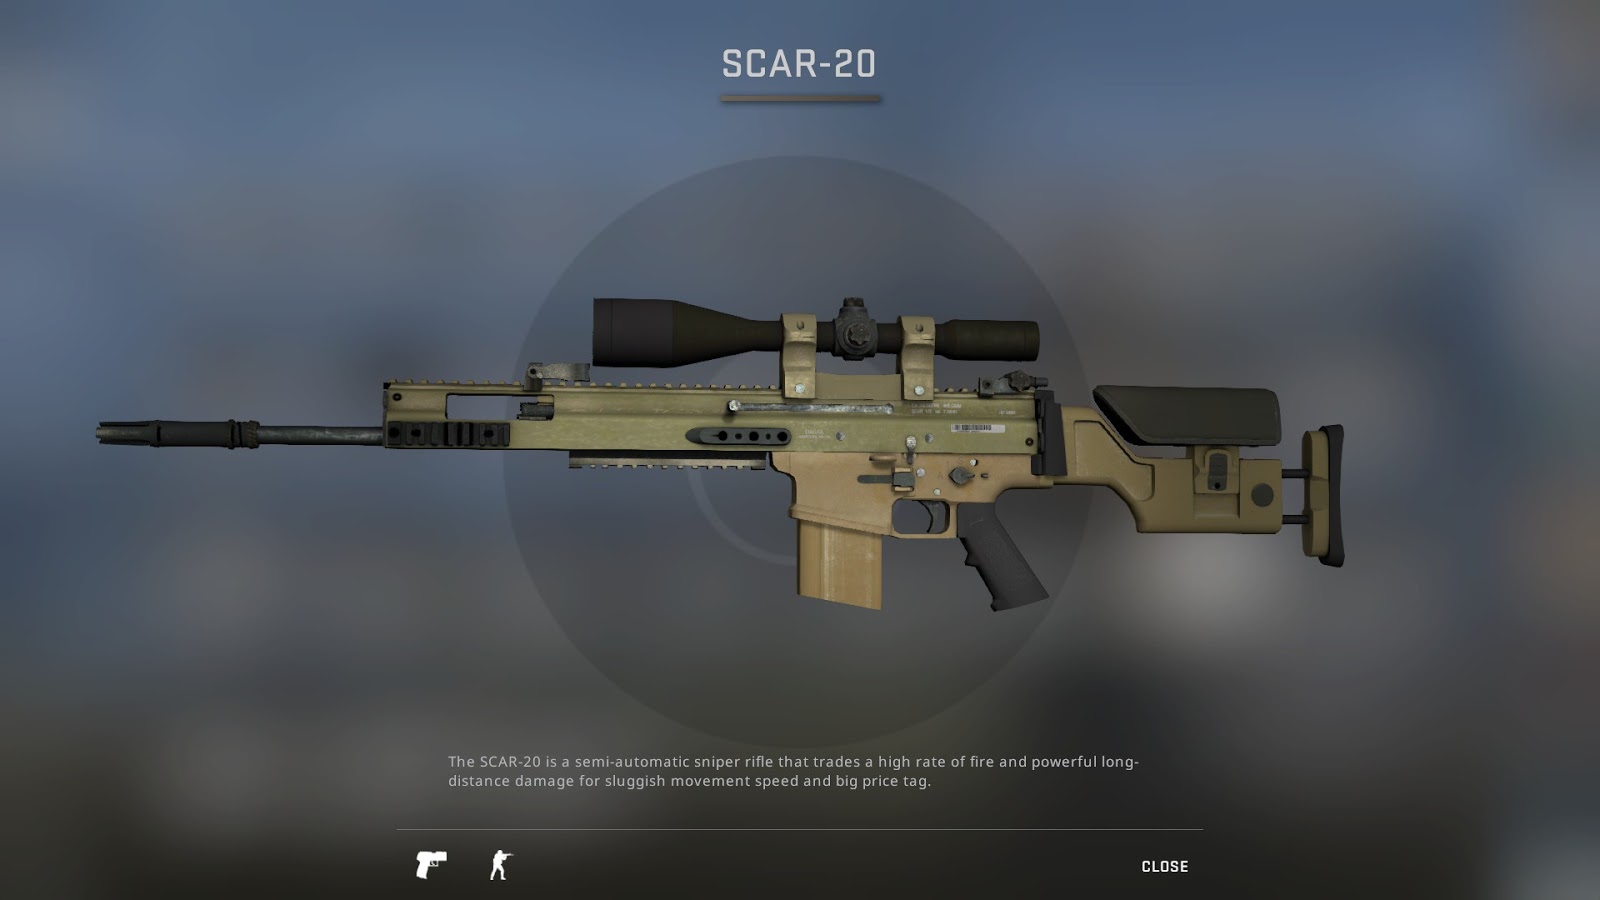 SCAR-20
The SCAR-20 is a semi-automatic sniper rifle that trades a high rate of fire and powerful long-
distance damage for sluggish movement speed and big price tag.
CLOSE